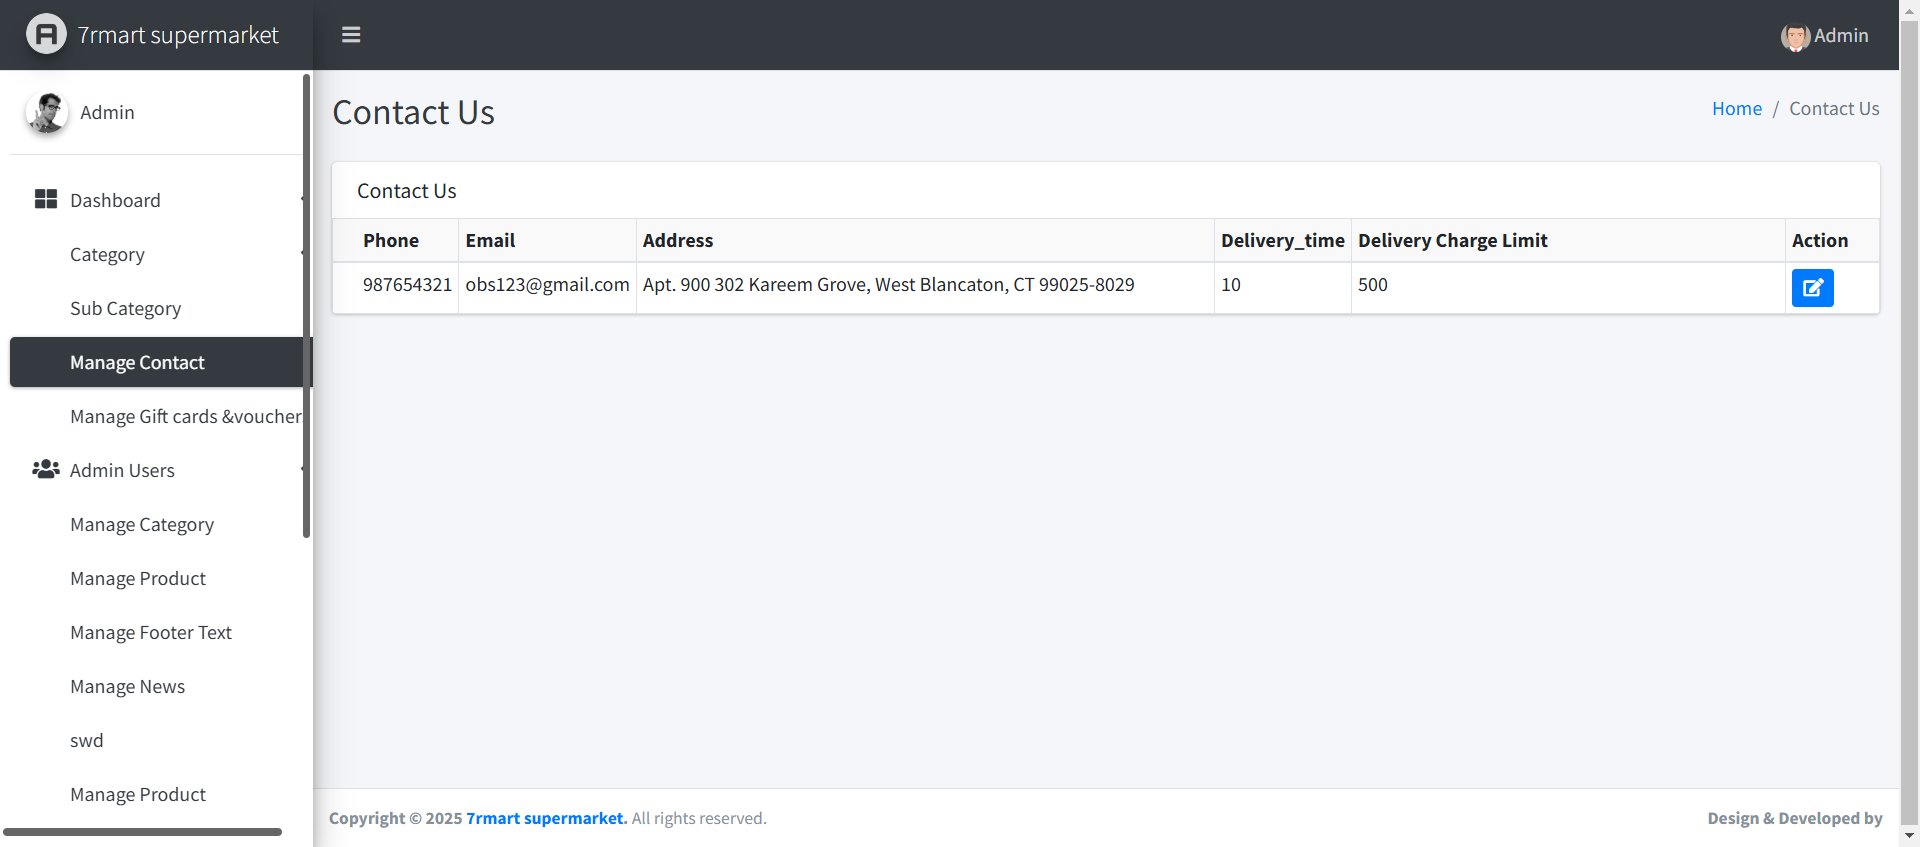 7rmart supermarket
Admin
Admin
Dashboard
Category
Sub Category
Manage Contact
Manage Gift cards &voucher
Admin Users
Manage Category
Manage Product
Manage Footer Text
Manage News
swd
Manage Product
Contact Us
Home / Contact Us
Contact Us
Phone Email Address Delivery_time Delivery Charge Limit Action
987654321 obs123@gmail.com Apt. 900 302 Kareem Grove, West Blancaton, CT 99025-8029 10 500
Copyright © 2025 7rmart supermarket. All rights reserved.
Design & Developed by